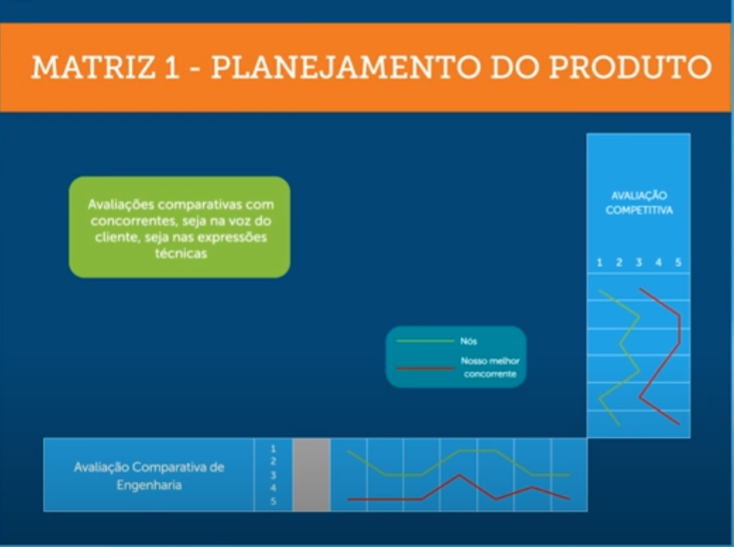 MATRIZ 1 - PLANEJAMENTO DO PRODUTO
Avaliações comparativas com
concorrentes, seja na voz do
cliente, seja nas expressões
técnicas
AVALIAÇÃO
COMPETITIVA
1 2 3 4 5
Nós
Nosso melhor
concorrente
Avaliação Comparativa de
Engenharia
1
2
3
4
5